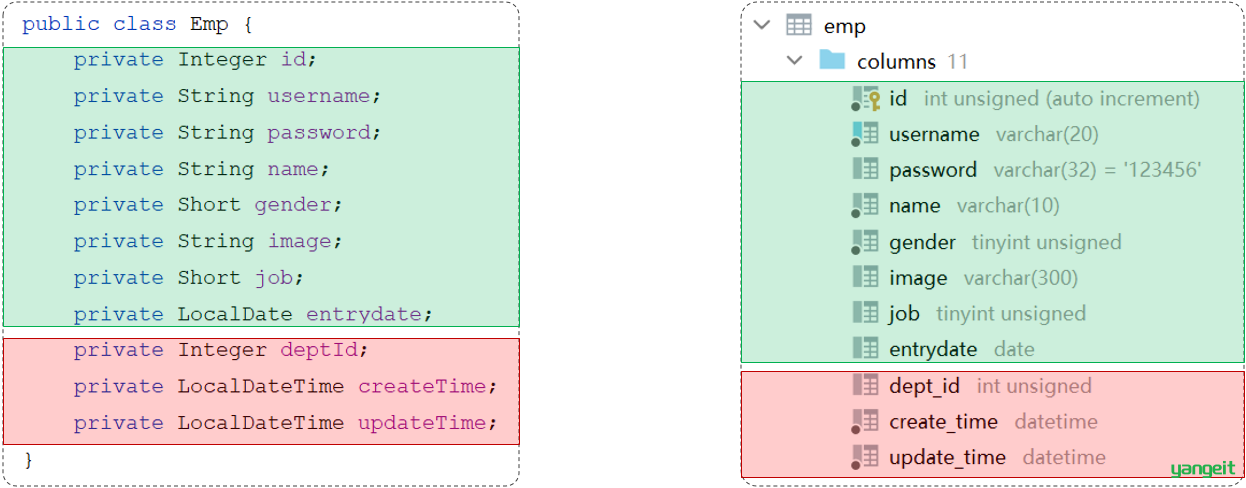 public class Emp {
private Integer id;
private String username;
private String password;
private String name;
private Short gender;
private String image;
private Short job;
private LocalDate entrydate;
private Integer deptId;
private LocalDateTime createTime;
private LocalDateTime updateTime;
}
emp
columns 11
id int unsigned (auto increment)
username varchar(20)
password varchar(32) = '123456'
name varchar(10)
gender tinyint unsigned
image varchar(300)
job tinyint unsigned
entrydate date
dept_id int unsigned
create_time datetime
update_time datetime
yangeit